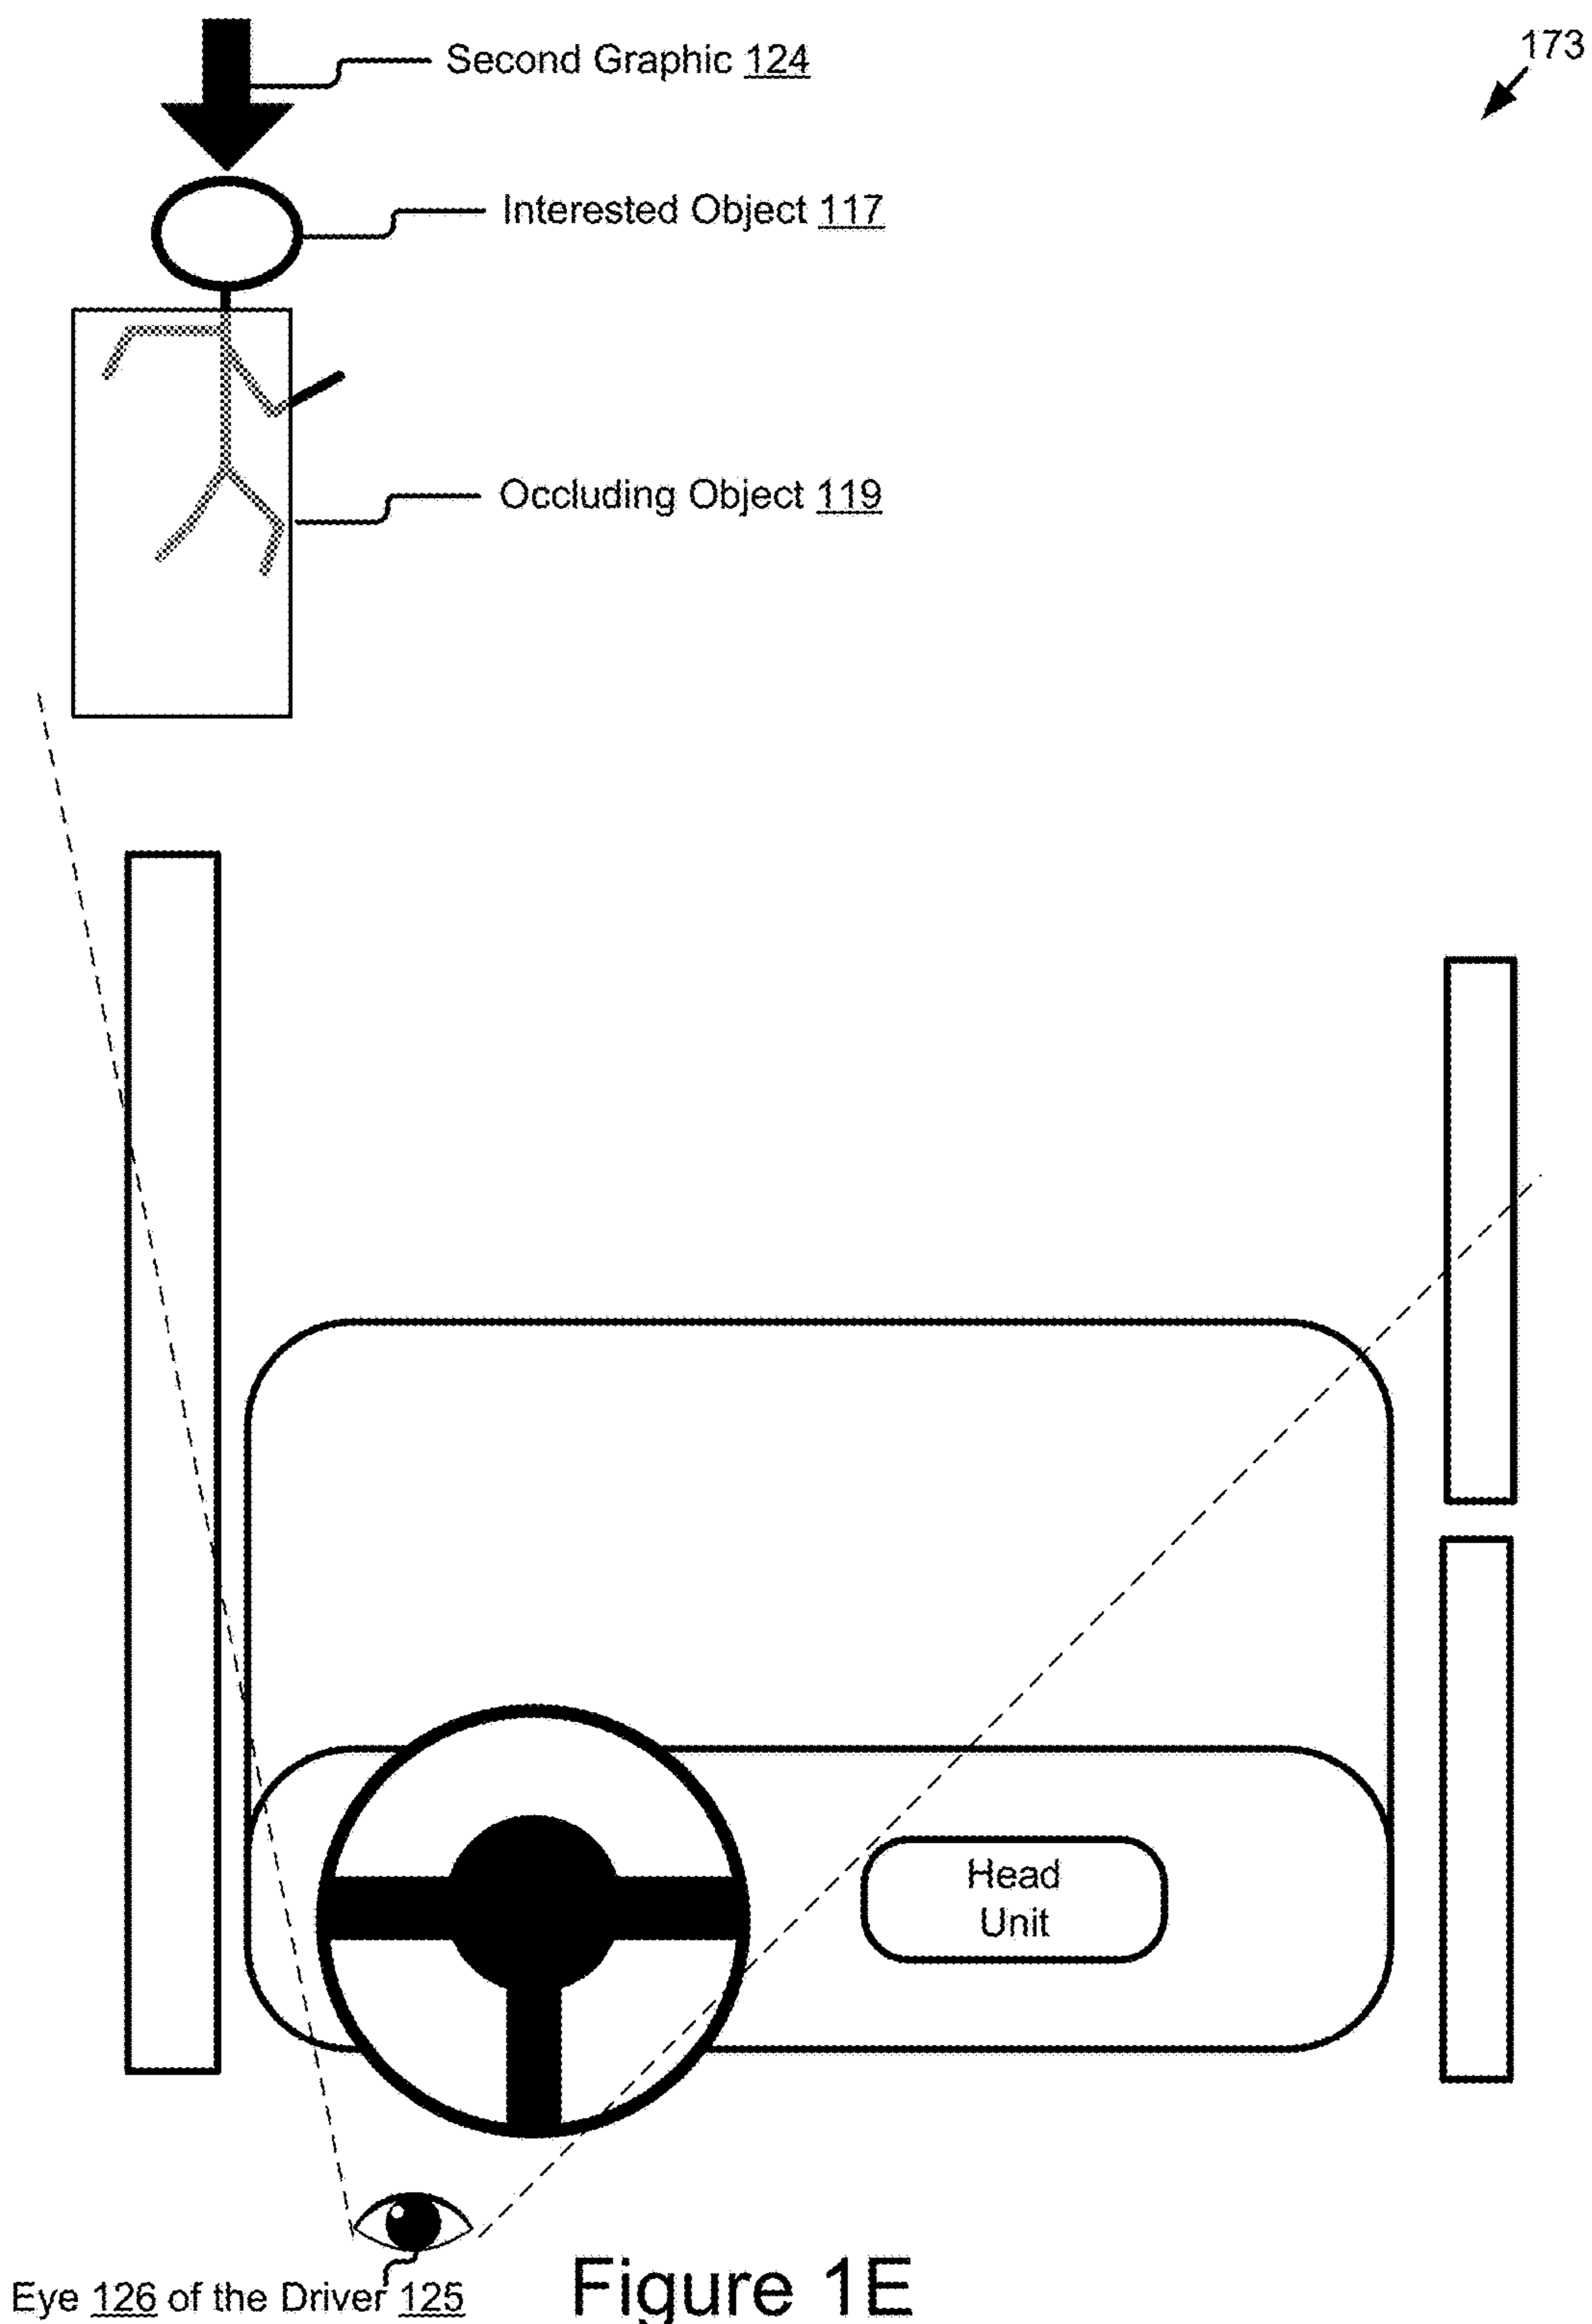 173
Second Graphic 124
Interested Object 117
Occluding Object 119
Head
Unit
Eye 126 of the Driver 125
Figure 1E